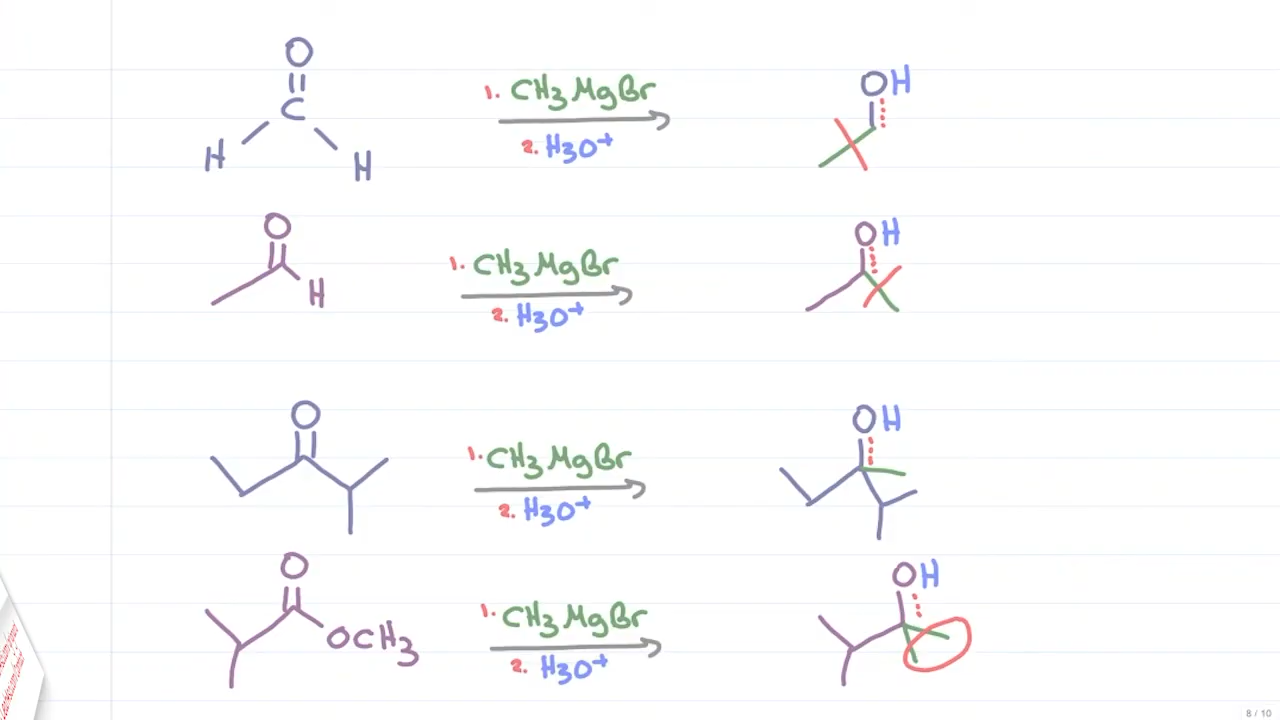 O
C
H H
1. CH3MgBr
2. H3O+
OH
O
H
1. CH3MgBr
2. H3O+
OH
O
1. CH3MgBr
2. H3O+
OH
O
OCH3
1. CH3MgBr
2. H3O+
OH
8 / 10